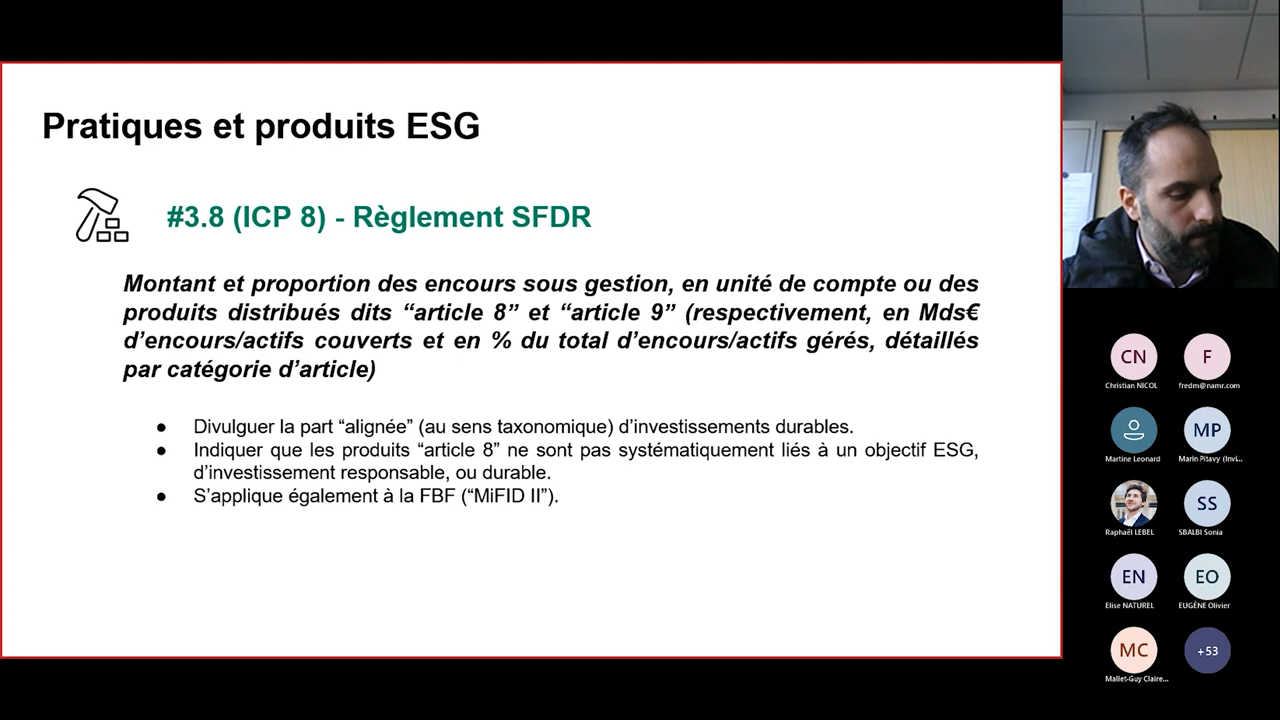 Pratiques et produits ESG
#3.8 (ICP 8) - Règlement SFDR
Montant et proportion des encours sous gestion, en unité de compte ou des
produits distribués dits “article 8” et “article 9” (respectivement, en Mds€
d’encours/actifs couverts et en % du total d’encours/actifs gérés, détaillés
par catégorie d’article)
● Divulguer la part “alignée” (au sens taxonomique) d’investissements durables.
● Indiquer que les produits “article 8” ne sont pas systématiquement liés à un objectif ESG,
d’investissement responsable, ou durable.
● S’applique également à la FBF (“MiFID II”).
CN
Christian NICOL
F
fredm@namr.com
Martine Leonard
MP
Marin Pitavy (Invi...
Raphaël LEBEL
SS
SBALBI Sonia
EN
Elise NATUREL
EO
EUGÈNE Olivier
MC
Mallet-Guy Claire...
+53